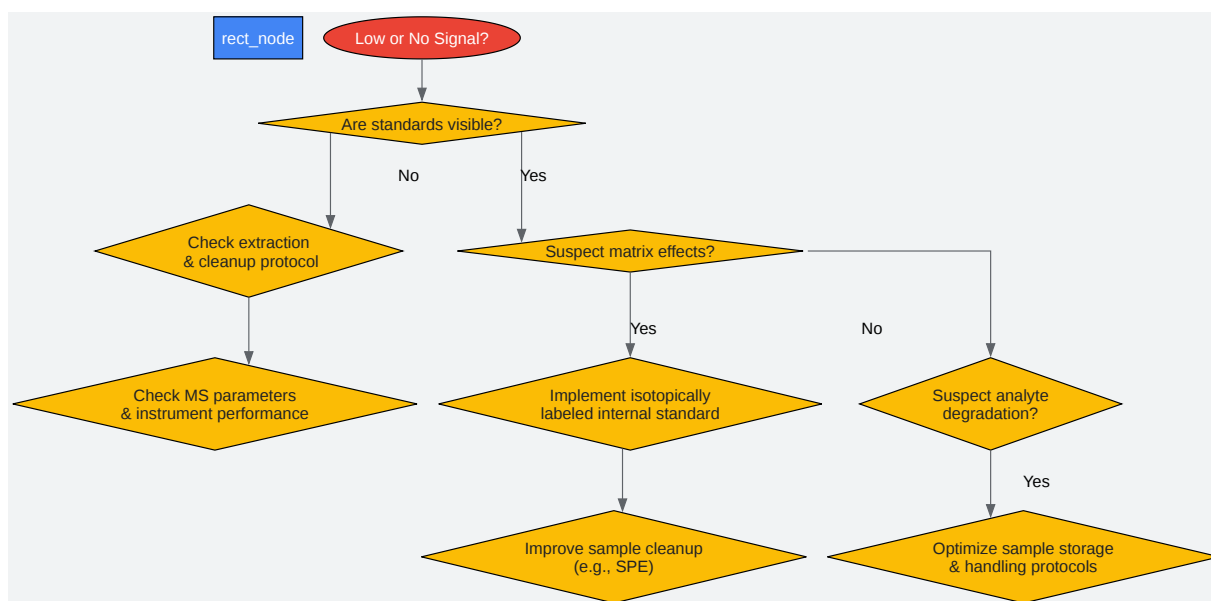 rect_node
Low or No Signal?
Are standards visible?
No
Yes
Check extraction
& cleanup protocol
Suspect matrix effects?
Yes
No
Check MS parameters
& instrument performance
Implement isotopically
labeled internal standard
Suspect analyte
degradation?
Yes
Improve sample cleanup
(e.g., SPE)
Optimize sample storage
& handling protocols